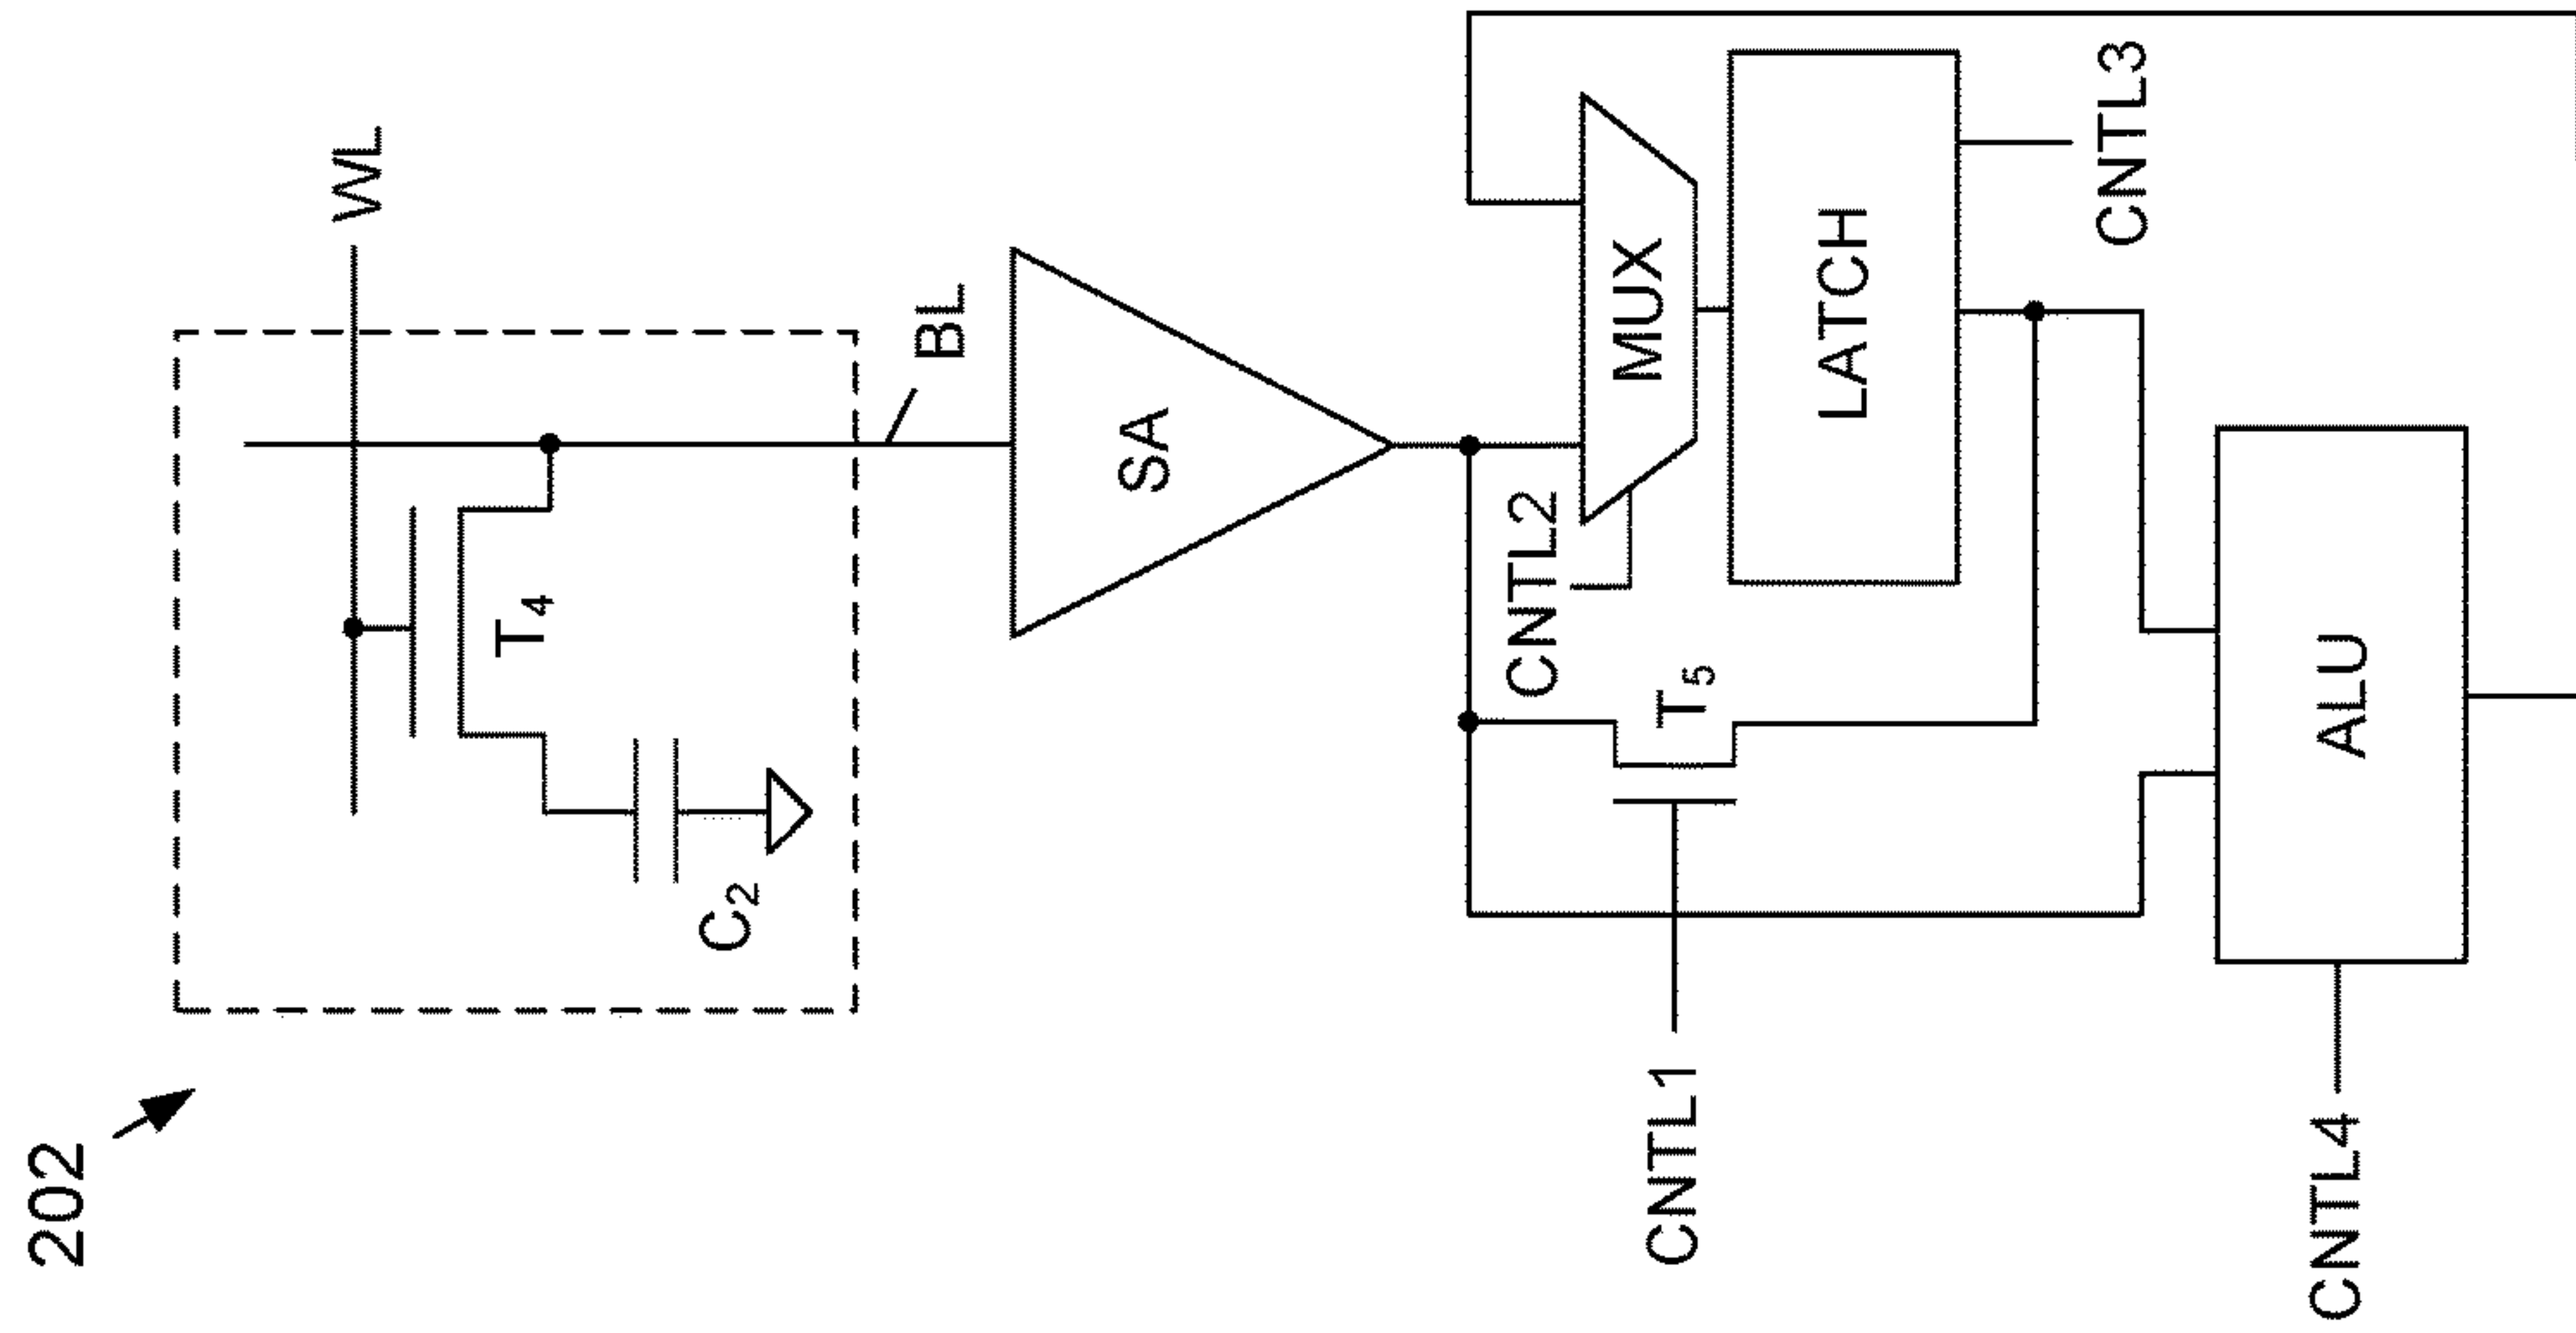 202
WL
T4
C2
BL
SA
CNTL2
MUX
LATCH
CNTL3
T5
CNTL1
ALU
CNTL4